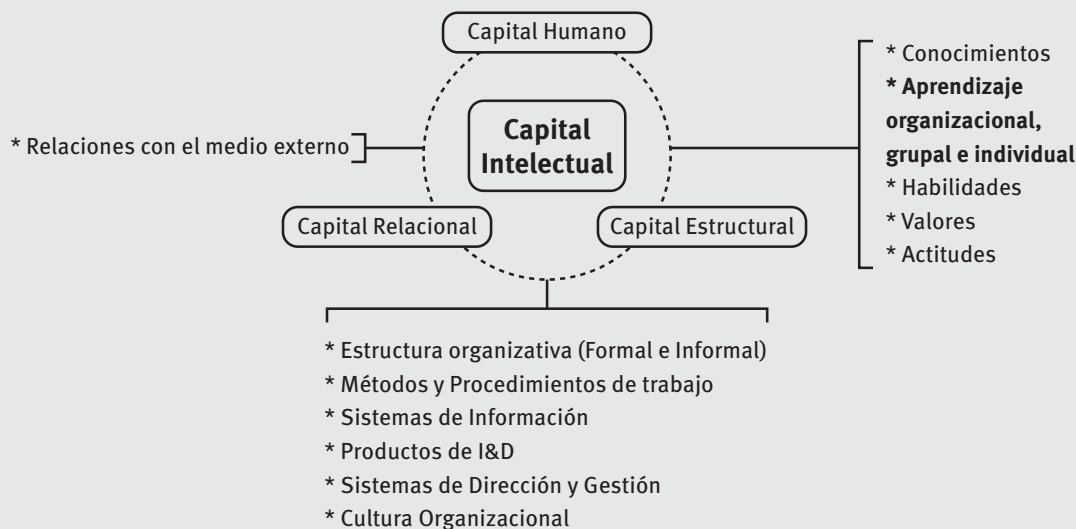 Capital Humano
Capital
Intelectual
* Relaciones con el medio externo
Capital Relacional
Capital Estructural
* Conocimientos
* Aprendizaje
organizacional,
grupal e individual
* Habilidades
* Valores
* Actitudes
* Estructura organizativa (Formal e Informal)
* Métodos y Procedimientos de trabajo
* Sistemas de Información
* Productos de I&D
* Sistemas de Dirección y Gestión
* Cultura Organizacional